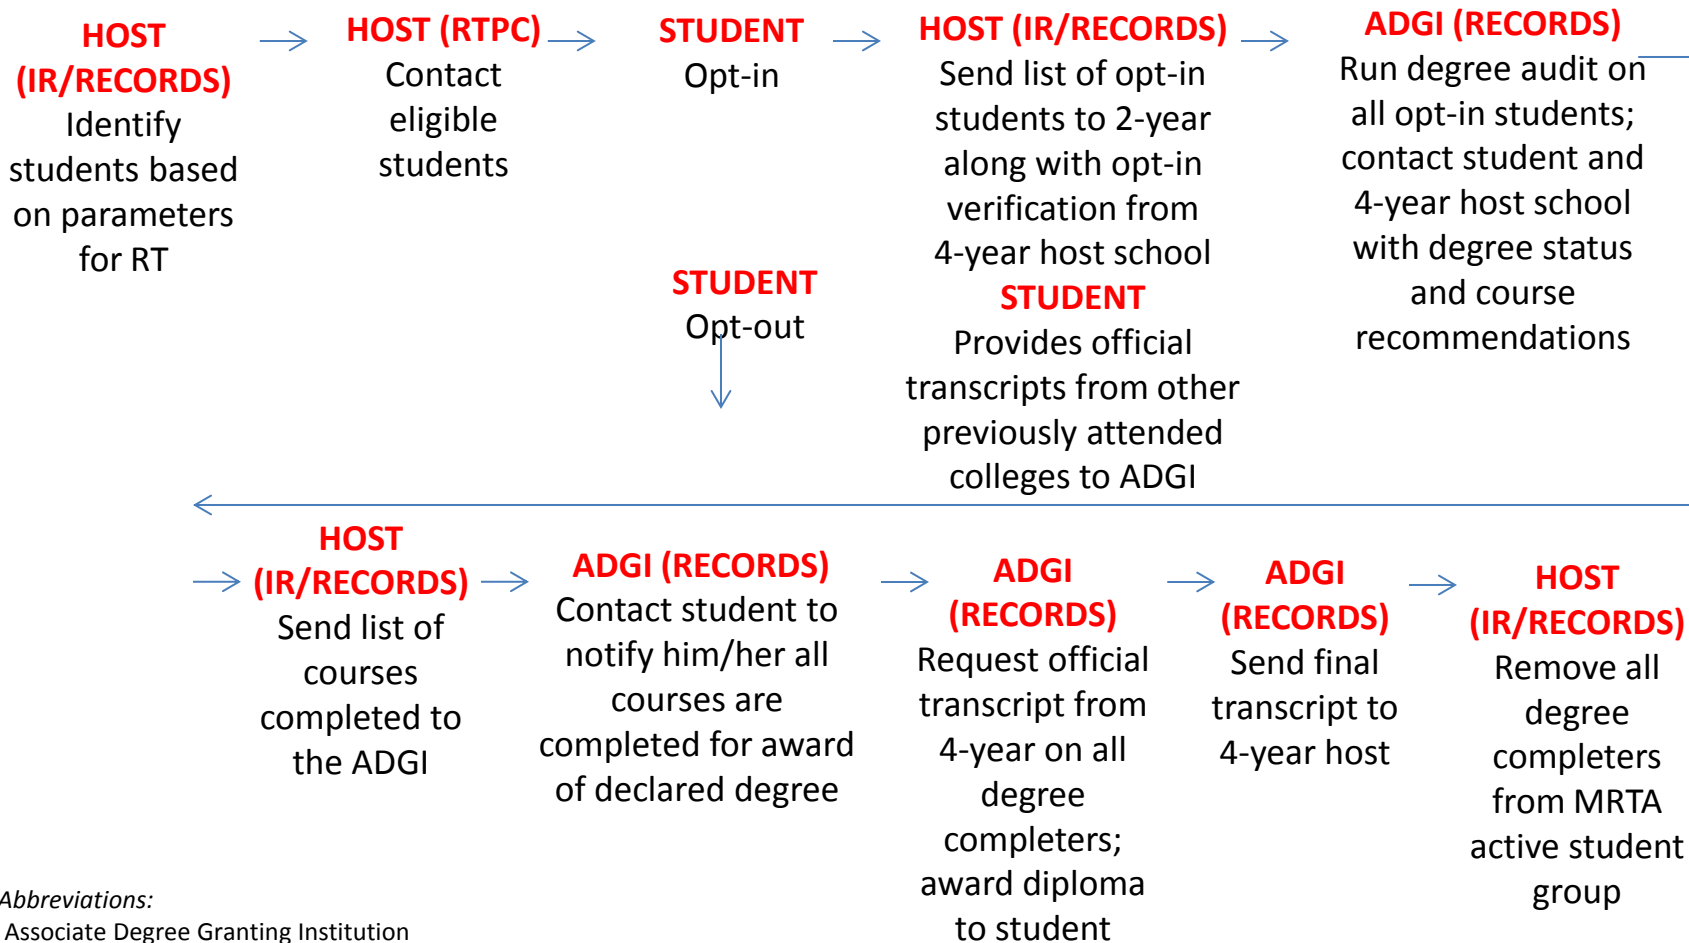 HOST
(IR/RECORDS)
Identify
students based
on parameters
for RT
HOST (RTPC)
Contact
eligible
students
STUDENT
Opt-in
STUDENT
Opt-out
HOST (IR/RECORDS)
Send list of opt-in
students to 2-year
along with opt-in
verification from
4-year host school
STUDENT
Provides official
transcripts from other
previously attended
colleges to ADGI
ADGI (RECORDS)
Run degree audit on
all opt-in students;
contact student and
4-year host school
with degree status
and course
recommendations
HOST
(IR/RECORDS)
Send list of
courses
completed to
the ADGI
ADGI (RECORDS)
Contact student to
notify him/her all
courses are
completed for award
of declared degree
ADGI
(RECORDS)
Request official
transcript from
4-year on all
degree
completers;
award diploma
to student
ADGI
(RECORDS)
Send final
transcript to
4-year host
HOST
(IR/RECORDS)
Remove all
degree
completers
from MRTA
active student
group
Abbreviations:
Associate Degree Granting Institution